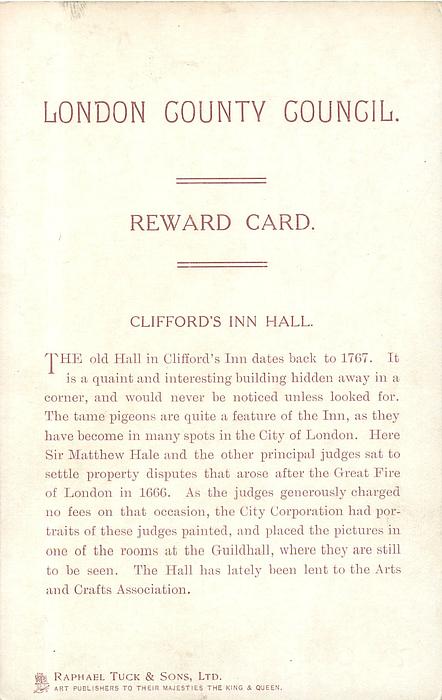 LONDON COUNTY COUNCIL.
REWARD CARD.
CLIFFORD'S INN HALL.
THE old Hall in Clifford's Inn dates back to 1767. It
is a quaint and interesting building hidden away in a
corner, and would never be noticed unless looked for.
The tame pigeons are quite a feature of the Inn, as they
have become in many spots in the City of London. Here
Sir Matthew Hale and the other principal judges sat to
settle property disputes that arose after the Great Fire
of London in 1666. As the judges generously charged
no fees on that occasion, the City Corporation had por-
traits of these judges painted, and placed the pictures in
one of the rooms at the Guildhall, where they are still
to be seen. The Hall has lately been lent to the Arts
and Crafts Association.
RAPHAEL TUCK & SONS, LTD.
ART PUBLISHERS TO THEIR MAJESTIES THE KING & QUEEN.